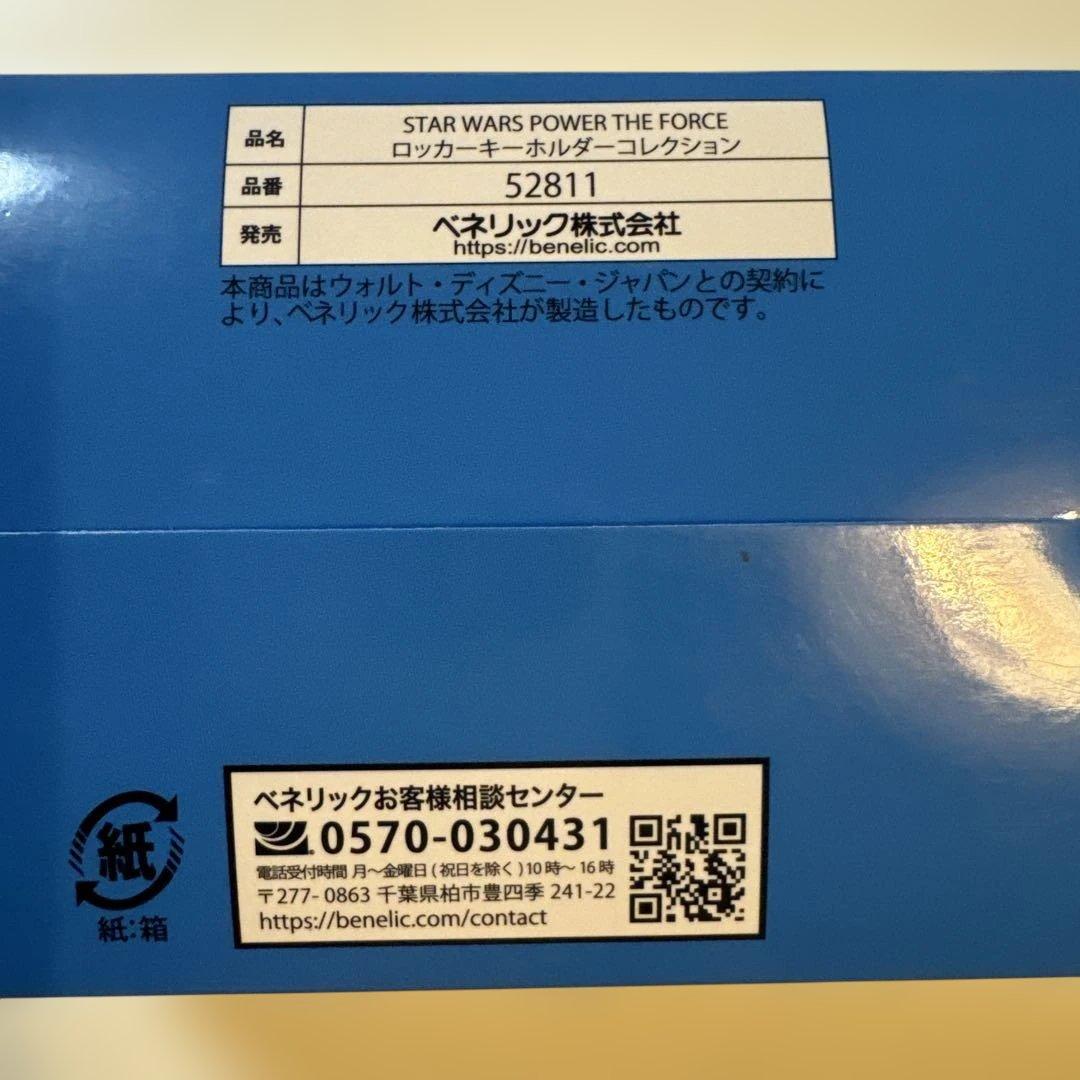 品名 STAR WARS POWER THE FORCE
ロッカーキーホルダーコレクション
品番 52811
発売 ベネリック株式会社
https://benelic.com
本商品はウォルト・ディズニー・ジャパンとの契約に
より、ベネリック株式会社が製造したものです。
ベネリックお客様相談センター
0570-030431
電話受付時間 月〜金曜日(祝日を除く)10時〜16時
〒277-0863 千葉県柏市豊四季 241-22
https://benelic.com/contact
紙
紙:箱